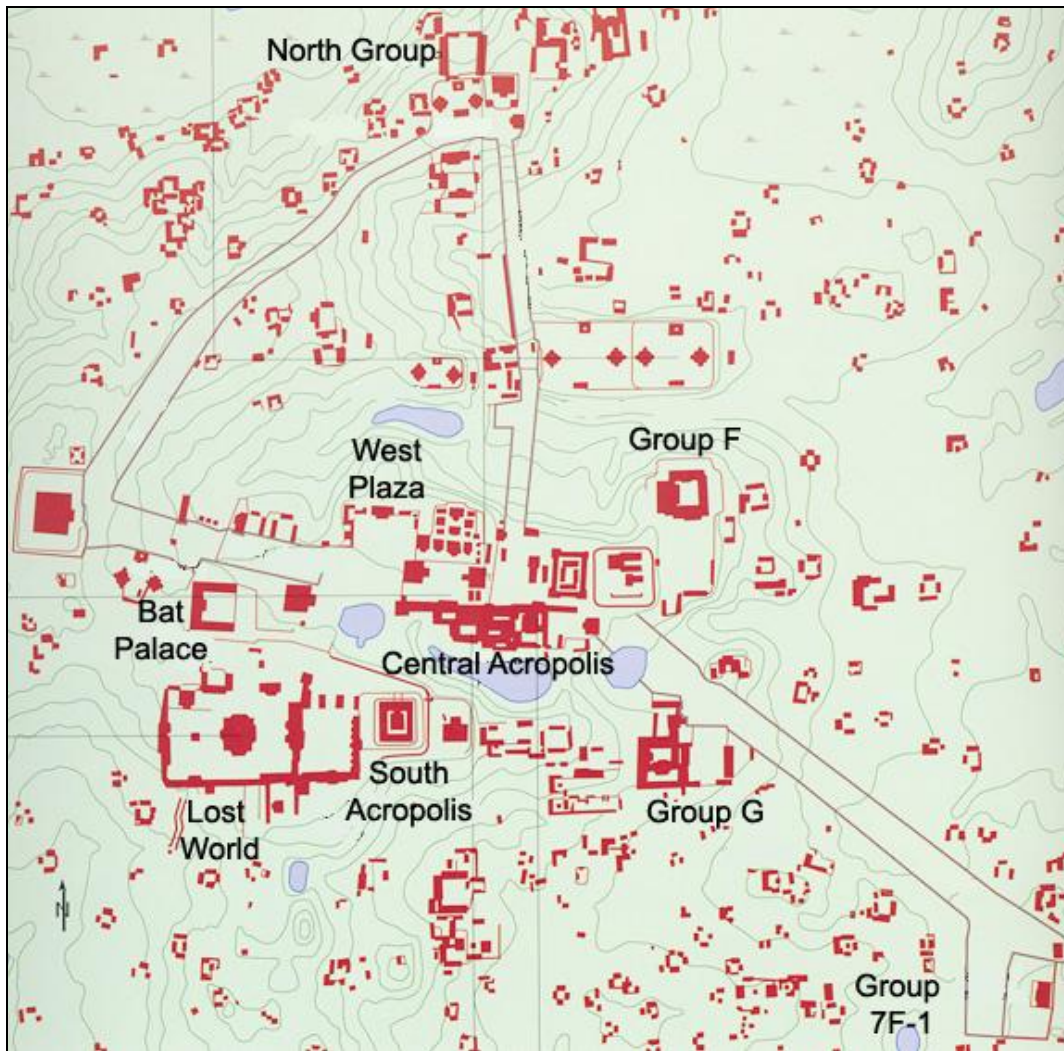 North Group
West
Plaza
Group F
Bat
Palace
Central Acropolis
South
Acropolis
Lost
World
Group G
Group
7F-1
N